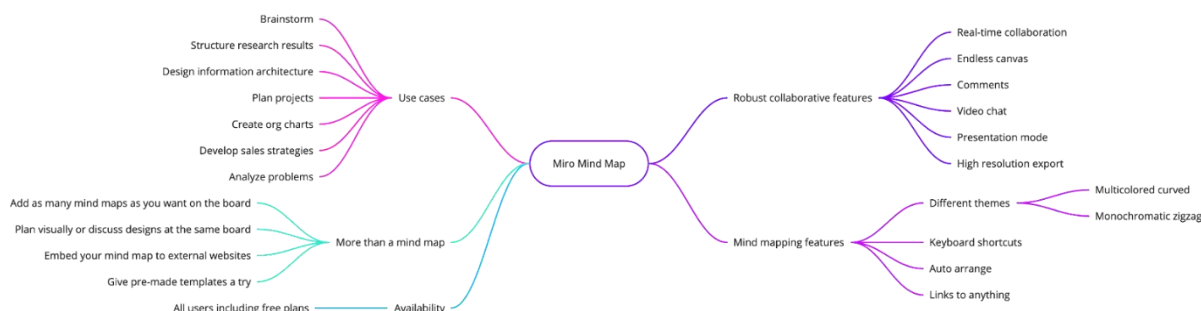 Brainstorm
Structure research results
Design information architecture
Plan projects
Create org charts
Develop sales strategies
Analyze problems
Use cases
Add as many mind maps as you want on the board
Plan visually or discuss designs at the same board
Embed your mind map to external websites
Give pre-made templates a try
More than a mind map
All users including free plans
Availability
Miro Mind Map
Robust collaborative features
Real-time collaboration
Endless canvas
Comments
Video chat
Presentation mode
High resolution export
Mind mapping features
Different themes
Multicolored curved
Monochromatic zigzag
Keyboard shortcuts
Auto arrange
Links to anything